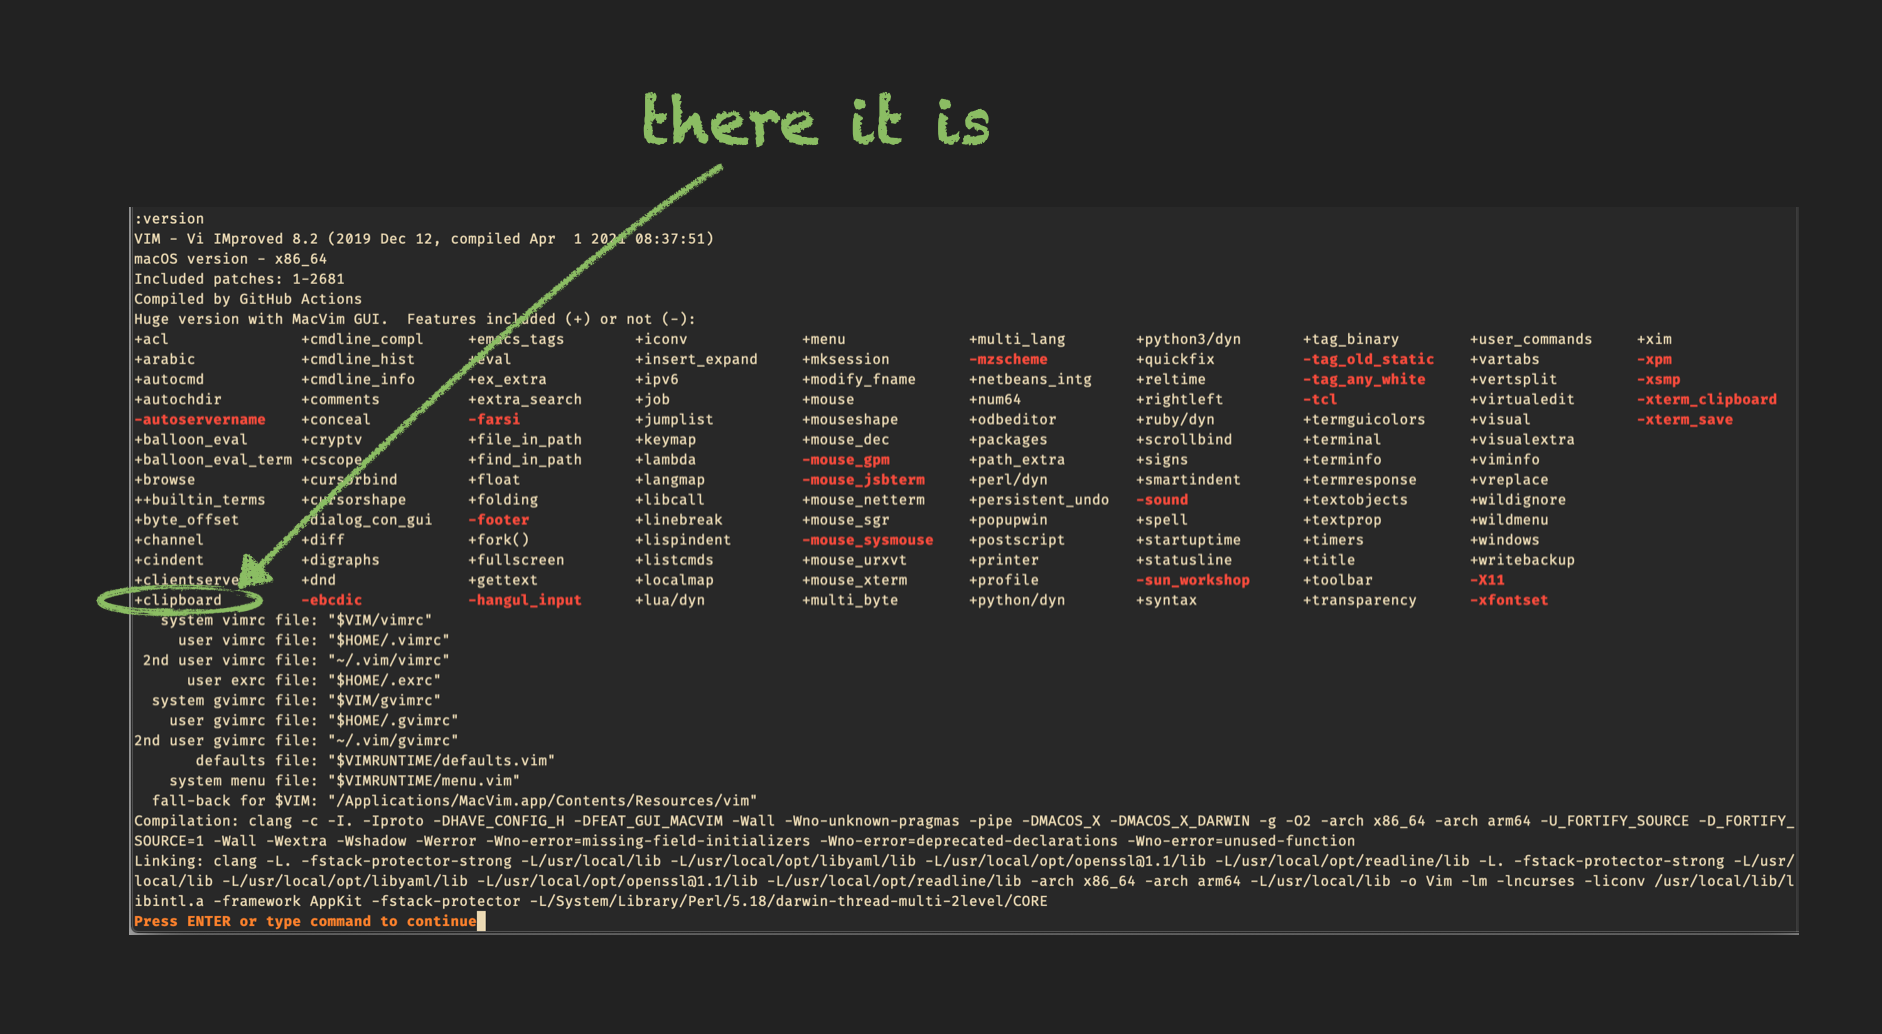 there it is
:version
VIM - Vi IMproved 8.2 (2019 Dec 12, compiled Apr  1 2021 08:37:51)
macOS version - x86_64
Included patches: 1-2681
Compiled by GitHub Actions
Huge version with MacVim GUI.  Features included (+) or not (-):
+acl +cmdline_compl +emacs_tags +iconv +menu +multi_lang +python3/dyn +tag_binary +user_commands +xim
+arabic +cmdline_hist +eval +insert_expand +mksession -mzscheme +quickfix -tag_old_static +vartabs -xpm
+autocmd +cmdline_info +ex_extra +ipv6 +modify_fname +netbeans_intg +reltime -tag_any_white +vertsplit -xsmp
+autochdir +comments +extra_search +job +mouse +num64 +rightleft -tcl +virtualedit -xterm_clipboard
-autoservername +conceal -farsi +jumplist +mouseshape +odbeditor +ruby/dyn +termguicolors +visual -xterm_save
+balloon_eval +cryptv +file_in_path +keymap +mouse_dec +packages +scrollbind +terminal +visualextra
+balloon_eval_term +cscope +find_in_path +lambda -mouse_gpm +path_extra +signs +terminfo +viminfo
+browse +cursorbind +float +langmap -mouse_jsbterm +perl/dyn +smartindent +termresponse +vreplace
++builtin_terms +cursorshape +folding +libcall +mouse_netterm +persistent_undo -sound +textobjects +wildignore
+byte_offset +dialog_con_gui -footer +linebreak +mouse_sgr +popupwin +spell +textprop +wildmenu
+channel +diff +fork() +lispindent -mouse_sysmouse +postscript +startuptime +timers +windows
+cindent +digraphs +fullscreen +listcmds +mouse_urxvt +printer +statusline +title +writebackup
+clientserver +dnd +gettext +localmap +mouse_xterm +profile -sun_workshop +toolbar -X11
+clipboard -ebcdic -hangul_input +lua/dyn +multi_byte +python/dyn +syntax +transparency -xfontset
system vimrc file: "$VIM/vimrc"
user vimrc file: "$HOME/.vimrc"
2nd user vimrc file: "~/.vim/vimrc"
user exrc file: "$HOME/.exrc"
system gvimrc file: "$VIM/gvimrc"
user gvimrc file: "$HOME/.gvimrc"
2nd user gvimrc file: "~/.vim/gvimrc"
defaults file: "$VIMRUNTIME/defaults.vim"
system menu file: "$VIMRUNTIME/menu.vim"
fall-back for $VIM: "/Applications/MacVim.app/Contents/Resources/vim"
Compilation: clang -c -I. -Iproto -DHAVE_CONFIG_H -DFEAT_GUI_MACVIM -Wall -Wno-unknown-pragmas -pipe -DMACOS_X -DMACOS_X_DARWIN -g -O2 -arch x86_64 -arch arm64 -U_FORTIFY_SOURCE -D_FORTIFY_
SOURCE=1 -Wall -Wextra -Wshadow -Werror -Wno-error=missing-field-initializers -Wno-error=deprecated-declarations -Wno-error=unused-function
Linking: clang -L. -fstack-protector-strong -L/usr/local/lib -L/usr/local/opt/libyaml/lib -L/usr/local/opt/openssl@1.1/lib -L/usr/local/opt/readline/lib -L. -fstack-protector-strong -L/usr/
local/lib -L/usr/local/opt/libyaml/lib -L/usr/local/opt/openssl@1.1/lib -L/usr/local/opt/readline/lib -arch x86_64 -arch arm64 -L/usr/local/lib -o Vim -lm -lncurses -liconv /usr/local/lib/l
ibintl.a -framework AppKit -fstack-protector -L/System/Library/Perl/5.18/darwin-thread-multi-2level/CORE
Press ENTER or type command to continue